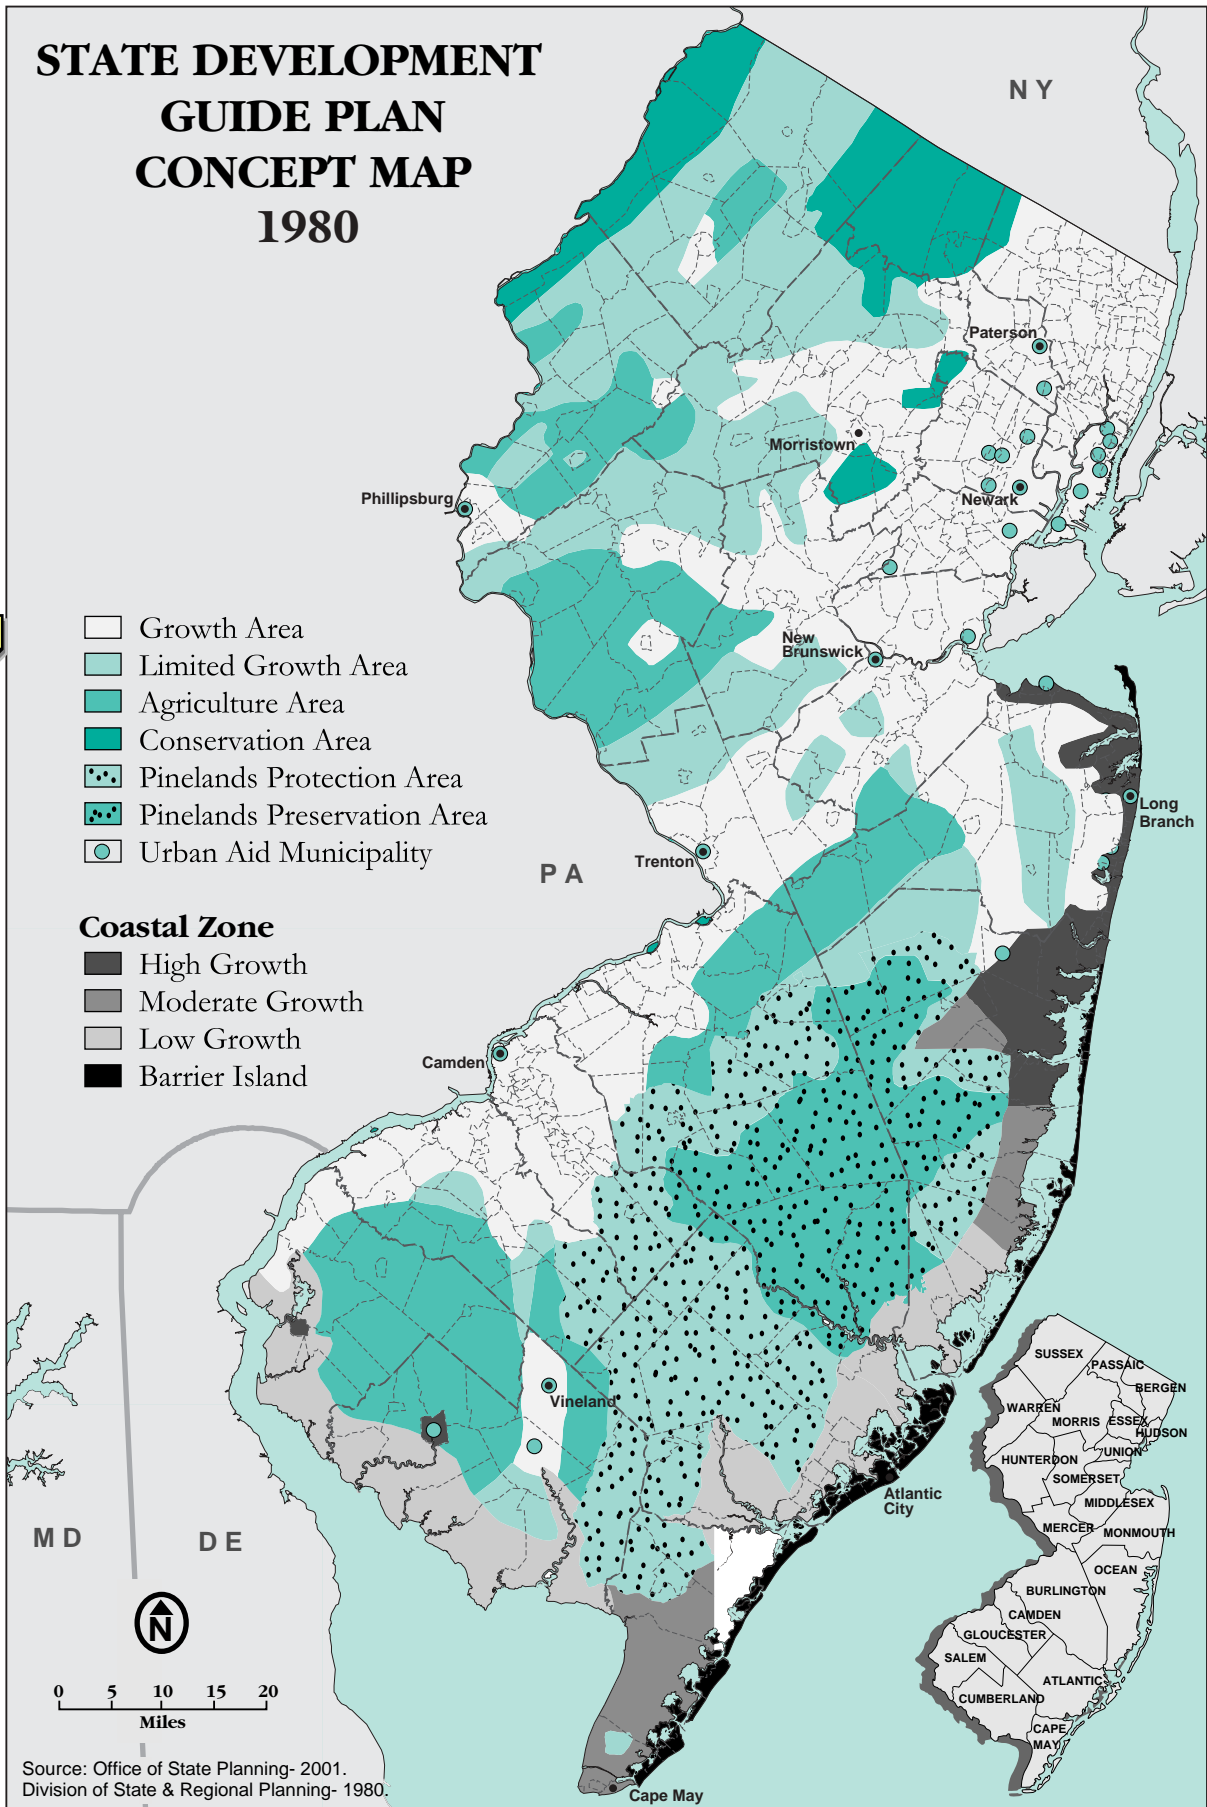 STATE DEVELOPMENT
GUIDE PLAN
CONCEPT MAP
1980
N Y
Paterson
Morristown
Phillipsburg
Newark
Growth Area
Limited Growth Area
Agriculture Area
Conservation Area
Pinelands Protection Area
Pinelands Preservation Area
Urban Aid Municipality
New
Brunswick
Long
Branch
Trenton
P A
Coastal Zone
High Growth
Moderate Growth
Low Growth
Barrier Island
Camden
Vineland
Atlantic
City
M D
D E
N
0 5 10 15 20
Miles
Cape May
Source: Office of State Planning- 2001.
Division of State & Regional Planning- 1980.
SUSSEX
PASSAIC
BERGEN
WARREN
MORRIS
ESSEX
HUDSON
UNION
HUNTERDON
SOMERSET
MIDDLESEX
MERCER
MONMOUTH
OCEAN
BURLINGTON
CAMDEN
GLOUCESTER
SALEM
ATLANTIC
CUMBERLAND
CAPE
MAY